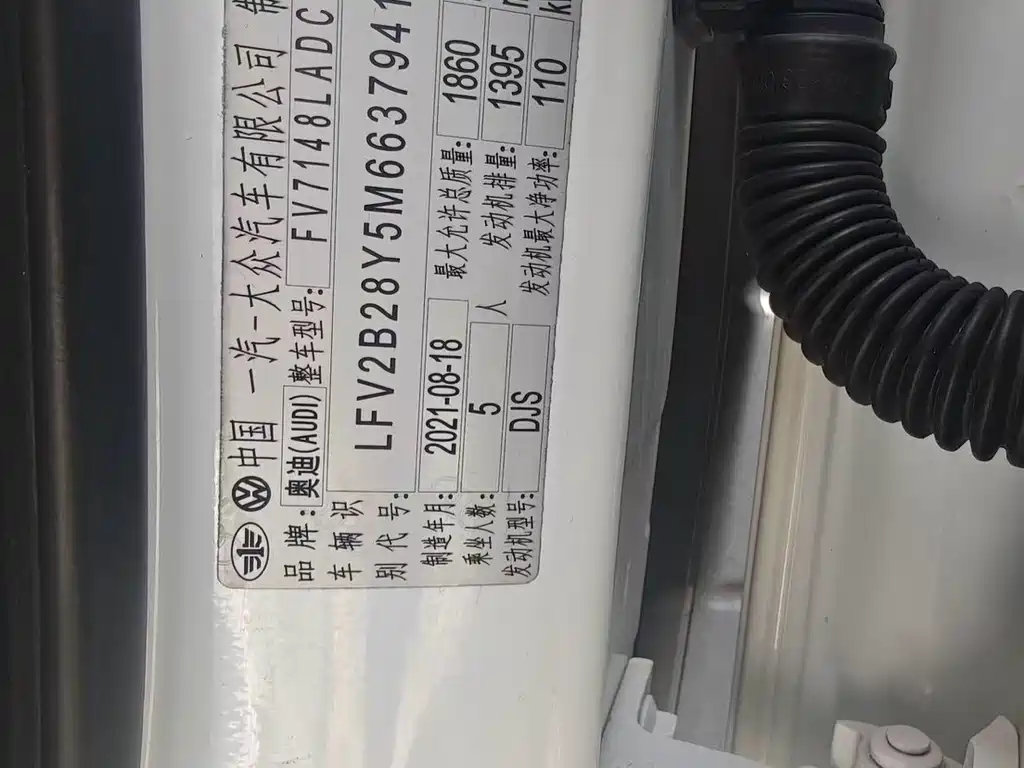 中国 一汽-大众汽车有限公司 制
品牌: 奥迪(AUDI) 整车型号: FV7148LADC
车辆识别代号: LFV2B28Y5M6637941
制造年月: 2021-08-18 最大允许总质量: 1860
乘坐人数: 5 人 发动机排量: 1395
发动机型号: DJS 发动机最大净功率: 110 k